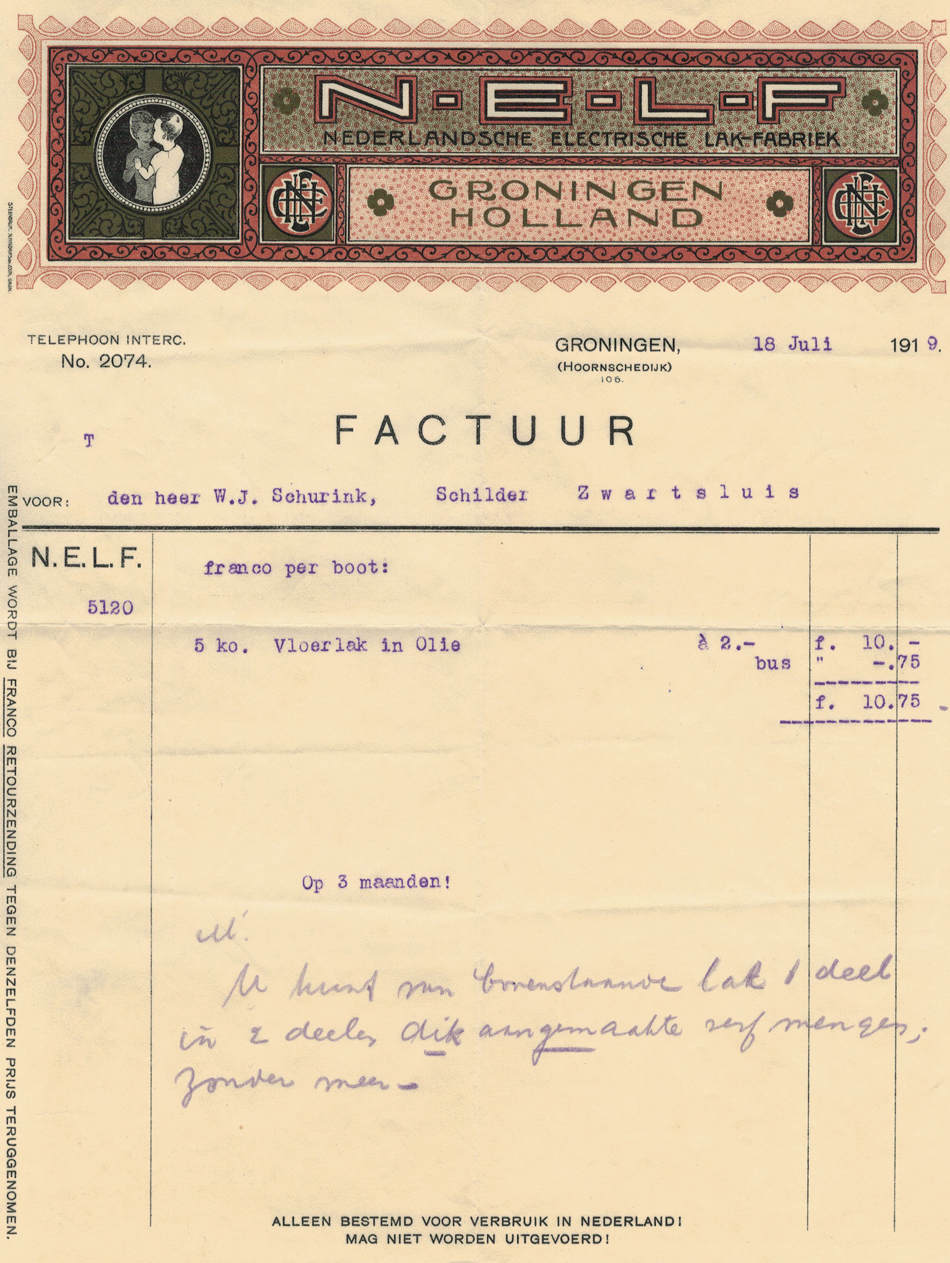 N·E·L·F
NEDERLANDSCHE ELECTRISCHE LAK-FABRIEK
GRONINGEN
HOLLAND
TELEPHOON INTERC.
No. 2074.
GRONINGEN, 18 Juli 1919.
(HOORNSCHEDIJK)
106.
T
FACTUUR
VOOR: den heer W.J. Schurink, Schilder Zwartsluis
N.E.L.F.
franco per boot:
5120
5 ko. Vloerlak in Olie à 2.- f. 10.-
bus " -.75
f. 10.75
Op 3 maanden!
M.
U kunt van bovenstaande lak 1 deel
in 2 deelen dik aangemaakte verf mengen,
zonder meer-
ALLEEN BESTEMD VOOR VERBRUIK IN NEDERLAND!
MAG NIET WORDEN UITGEVOERD!
EMBALLAGE WORDT BIJ FRANCO RETOURZENDING TEGEN DENZELFDEN PRIJS TERUGGENOMEN.